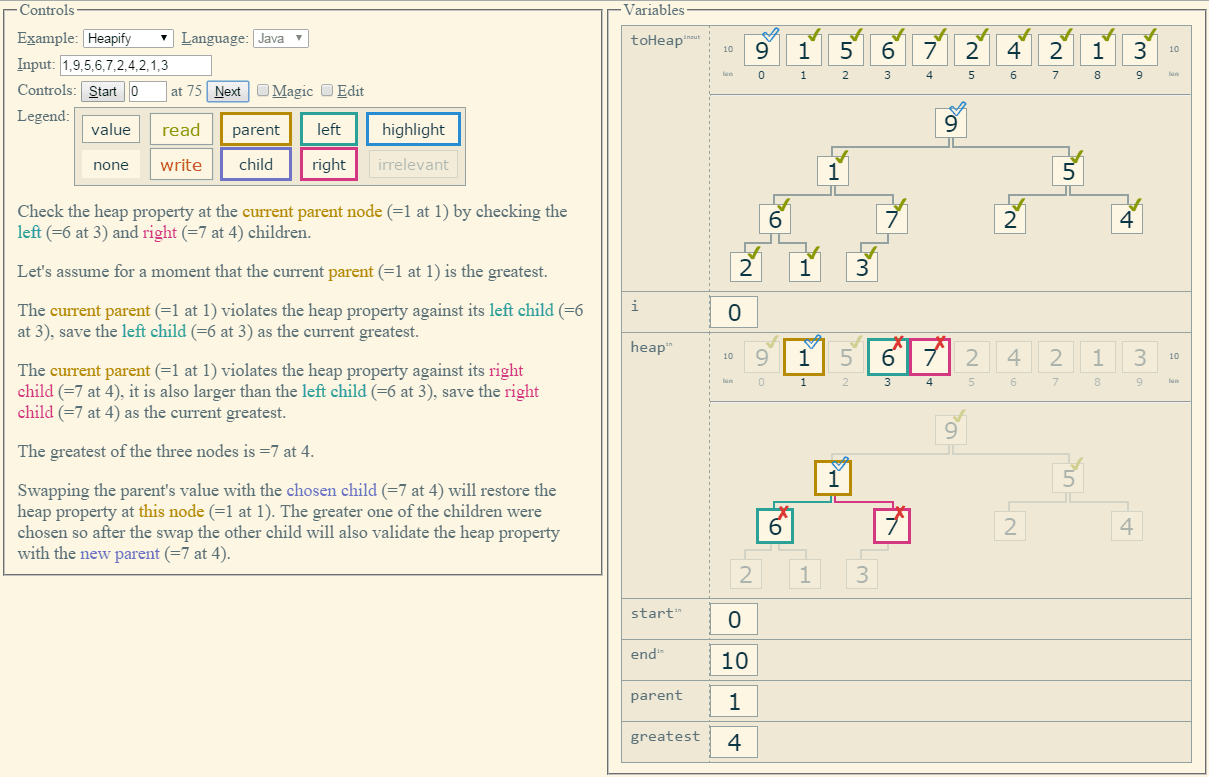 Controls
Example: Heapify Language: Java
Input: 1,9,5,6,7,2,4,2,1,3
Controls: Start 0 at 75 Next Magic Edit
Legend:
value read parent left highlight
none write child right irrelevant
Check the heap property at the current parent node (=1 at 1) by checking the
left (=6 at 3) and right (=7 at 4) children.
Let's assume for a moment that the current parent (=1 at 1) is the greatest.
The current parent (=1 at 1) violates the heap property against its left child (=6
at 3), save the left child (=6 at 3) as the current greatest.
The current parent (=1 at 1) violates the heap property against its right
child (=7 at 4), it is also larger than the left child (=6 at 3), save the right
child (=7 at 4) as the current greatest.
The greatest of the three nodes is =7 at 4.
Swapping the parent's value with the chosen child (=7 at 4) will restore the
heap property at this node (=1 at 1). The greater one of the children were
chosen so after the swap the other child will also validate the heap property
with the new parent (=7 at 4).
Variables
toHeap inout
10 9 1 5 6 7 2 4 2 1 3 10
len 0 1 2 3 4 5 6 7 8 9 len
9
1 5
6 7 2 4
2 1 3
i 0
heap in
10 9 1 5 6 7 2 4 2 1 3 10
len 0 1 2 3 4 5 6 7 8 9 len
9
1 5
6 7 2 4
2 1 3
start in 0
end in 10
parent 1
greatest 4